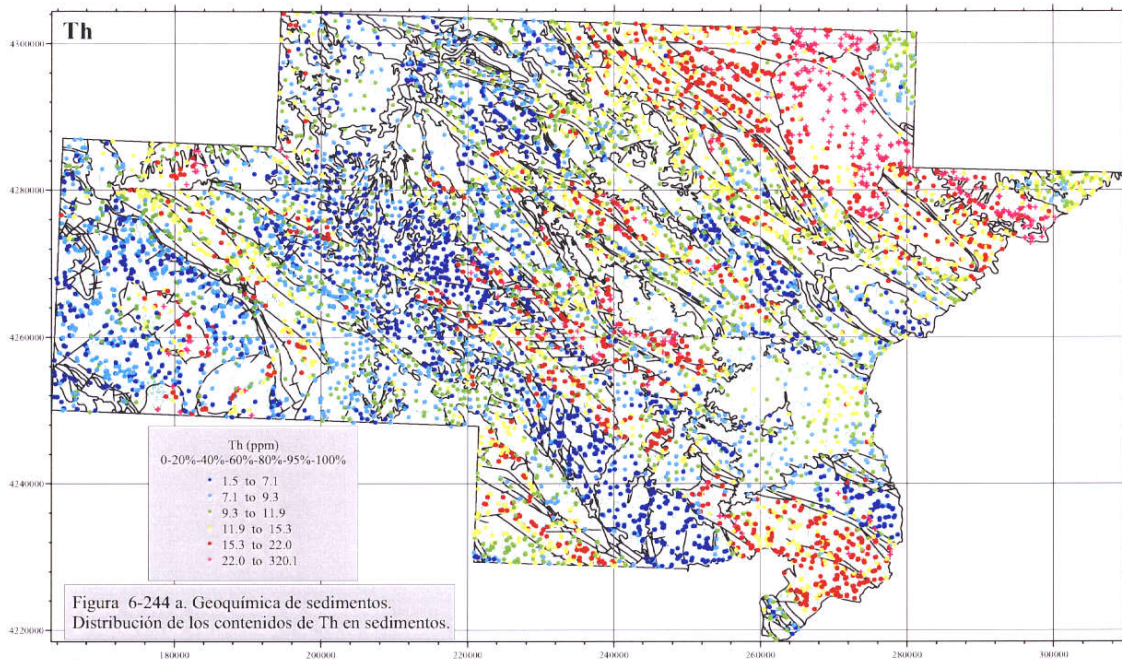 Th
4300000
4280000
4260000
4240000
4220000
Th (ppm)
0-20%-40%-60%-80%-95%-100%
1.5 to 7.1
7.1 to 9.3
9.3 to 11.9
11.9 to 15.3
15.3 to 22.0
22.0 to 320.1
Figura 6-244 a. Geoquímica de sedimentos.
Distribución de los contenidos de Th en sedimentos.
180000 200000 220000 240000 260000 280000 300000